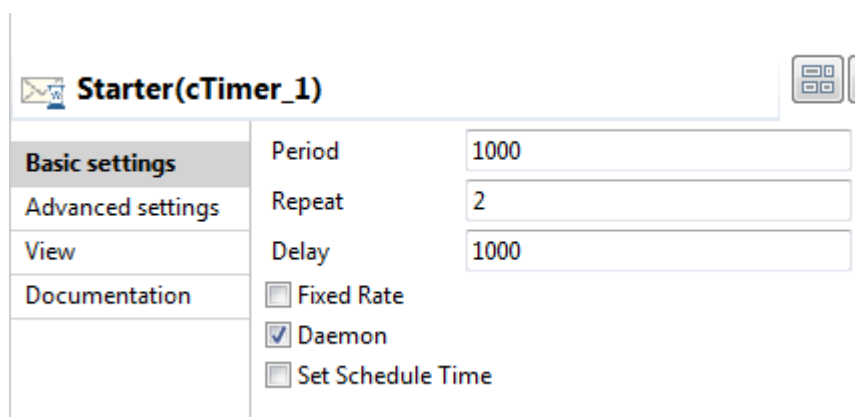 Starter(cTimer_1)
Basic settings
Advanced settings
View
Documentation
Period 1000
Repeat 2
Delay 1000
Fixed Rate
Daemon
Set Schedule Time